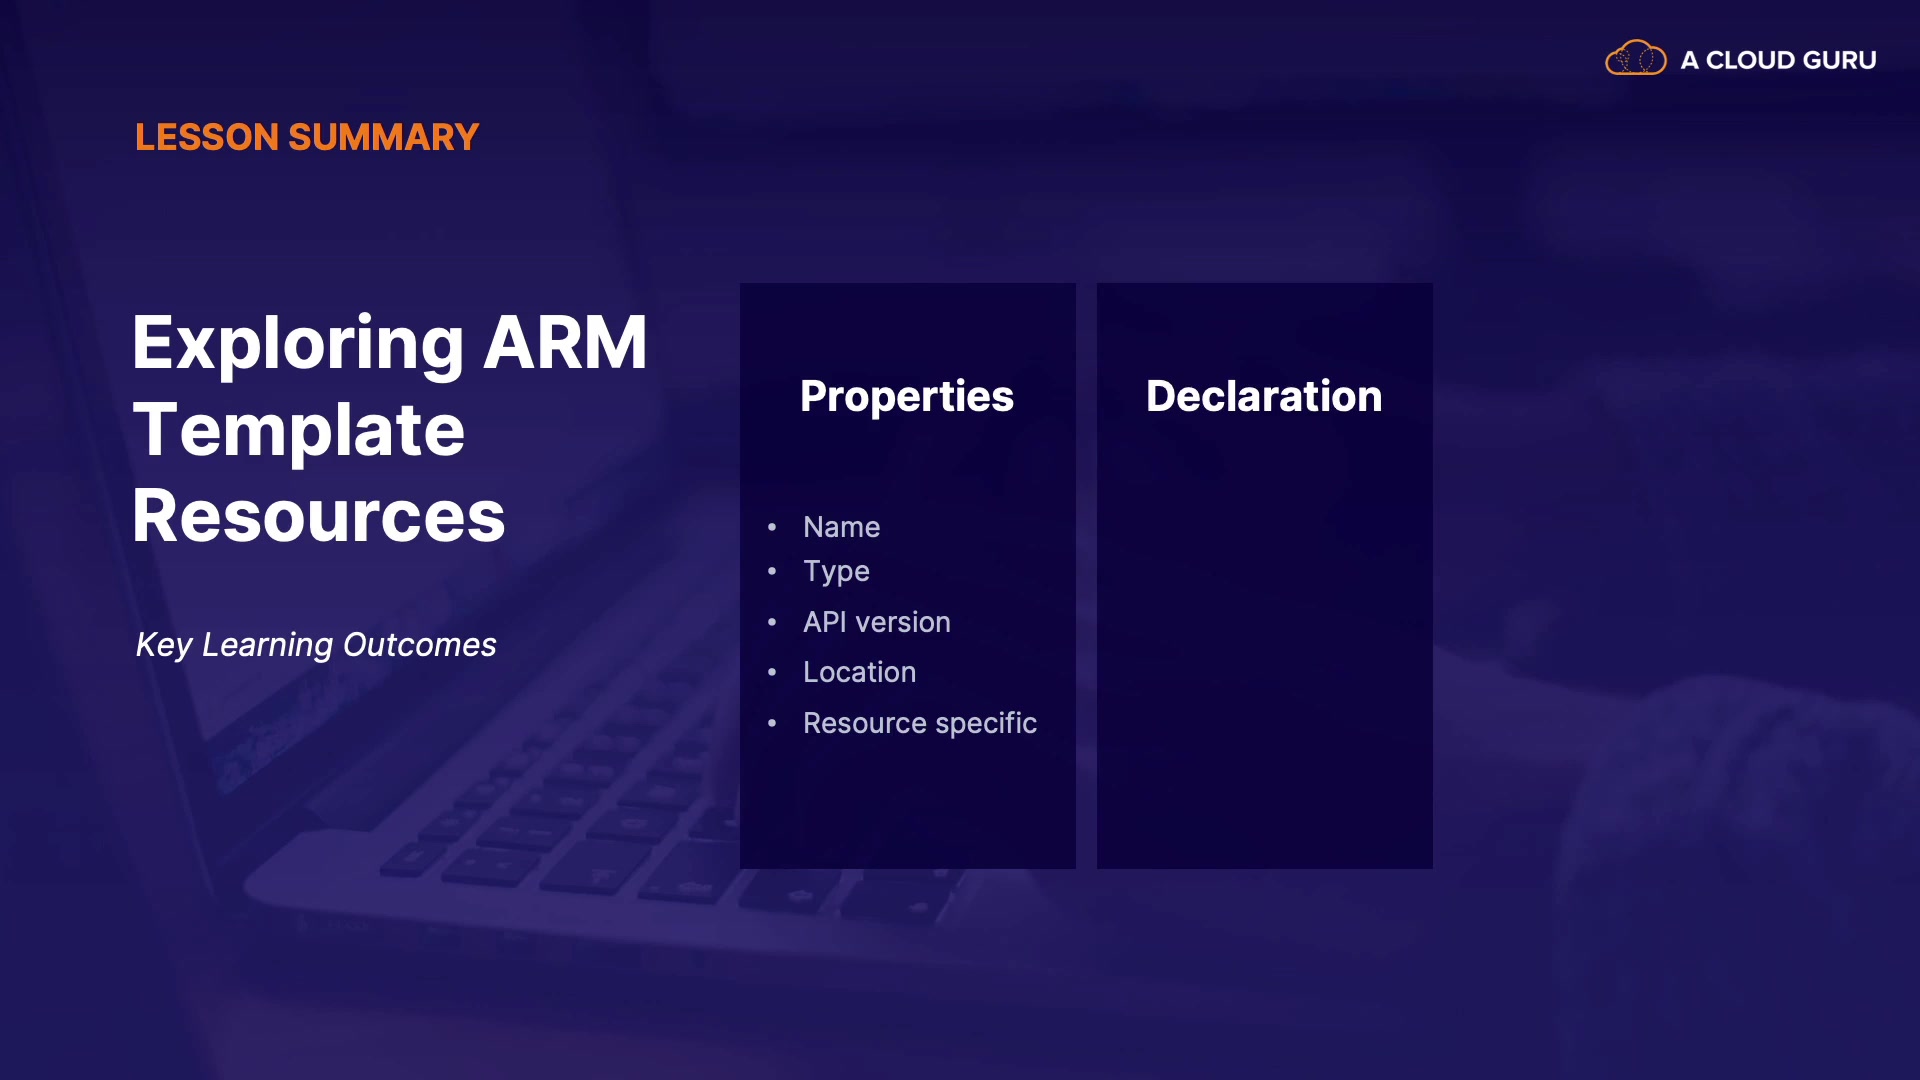 A CLOUD GURU
LESSON SUMMARY
Exploring ARM
Template
Resources
Key Learning Outcomes
Properties
• Name
• Type
• API version
• Location
• Resource specific
Declaration